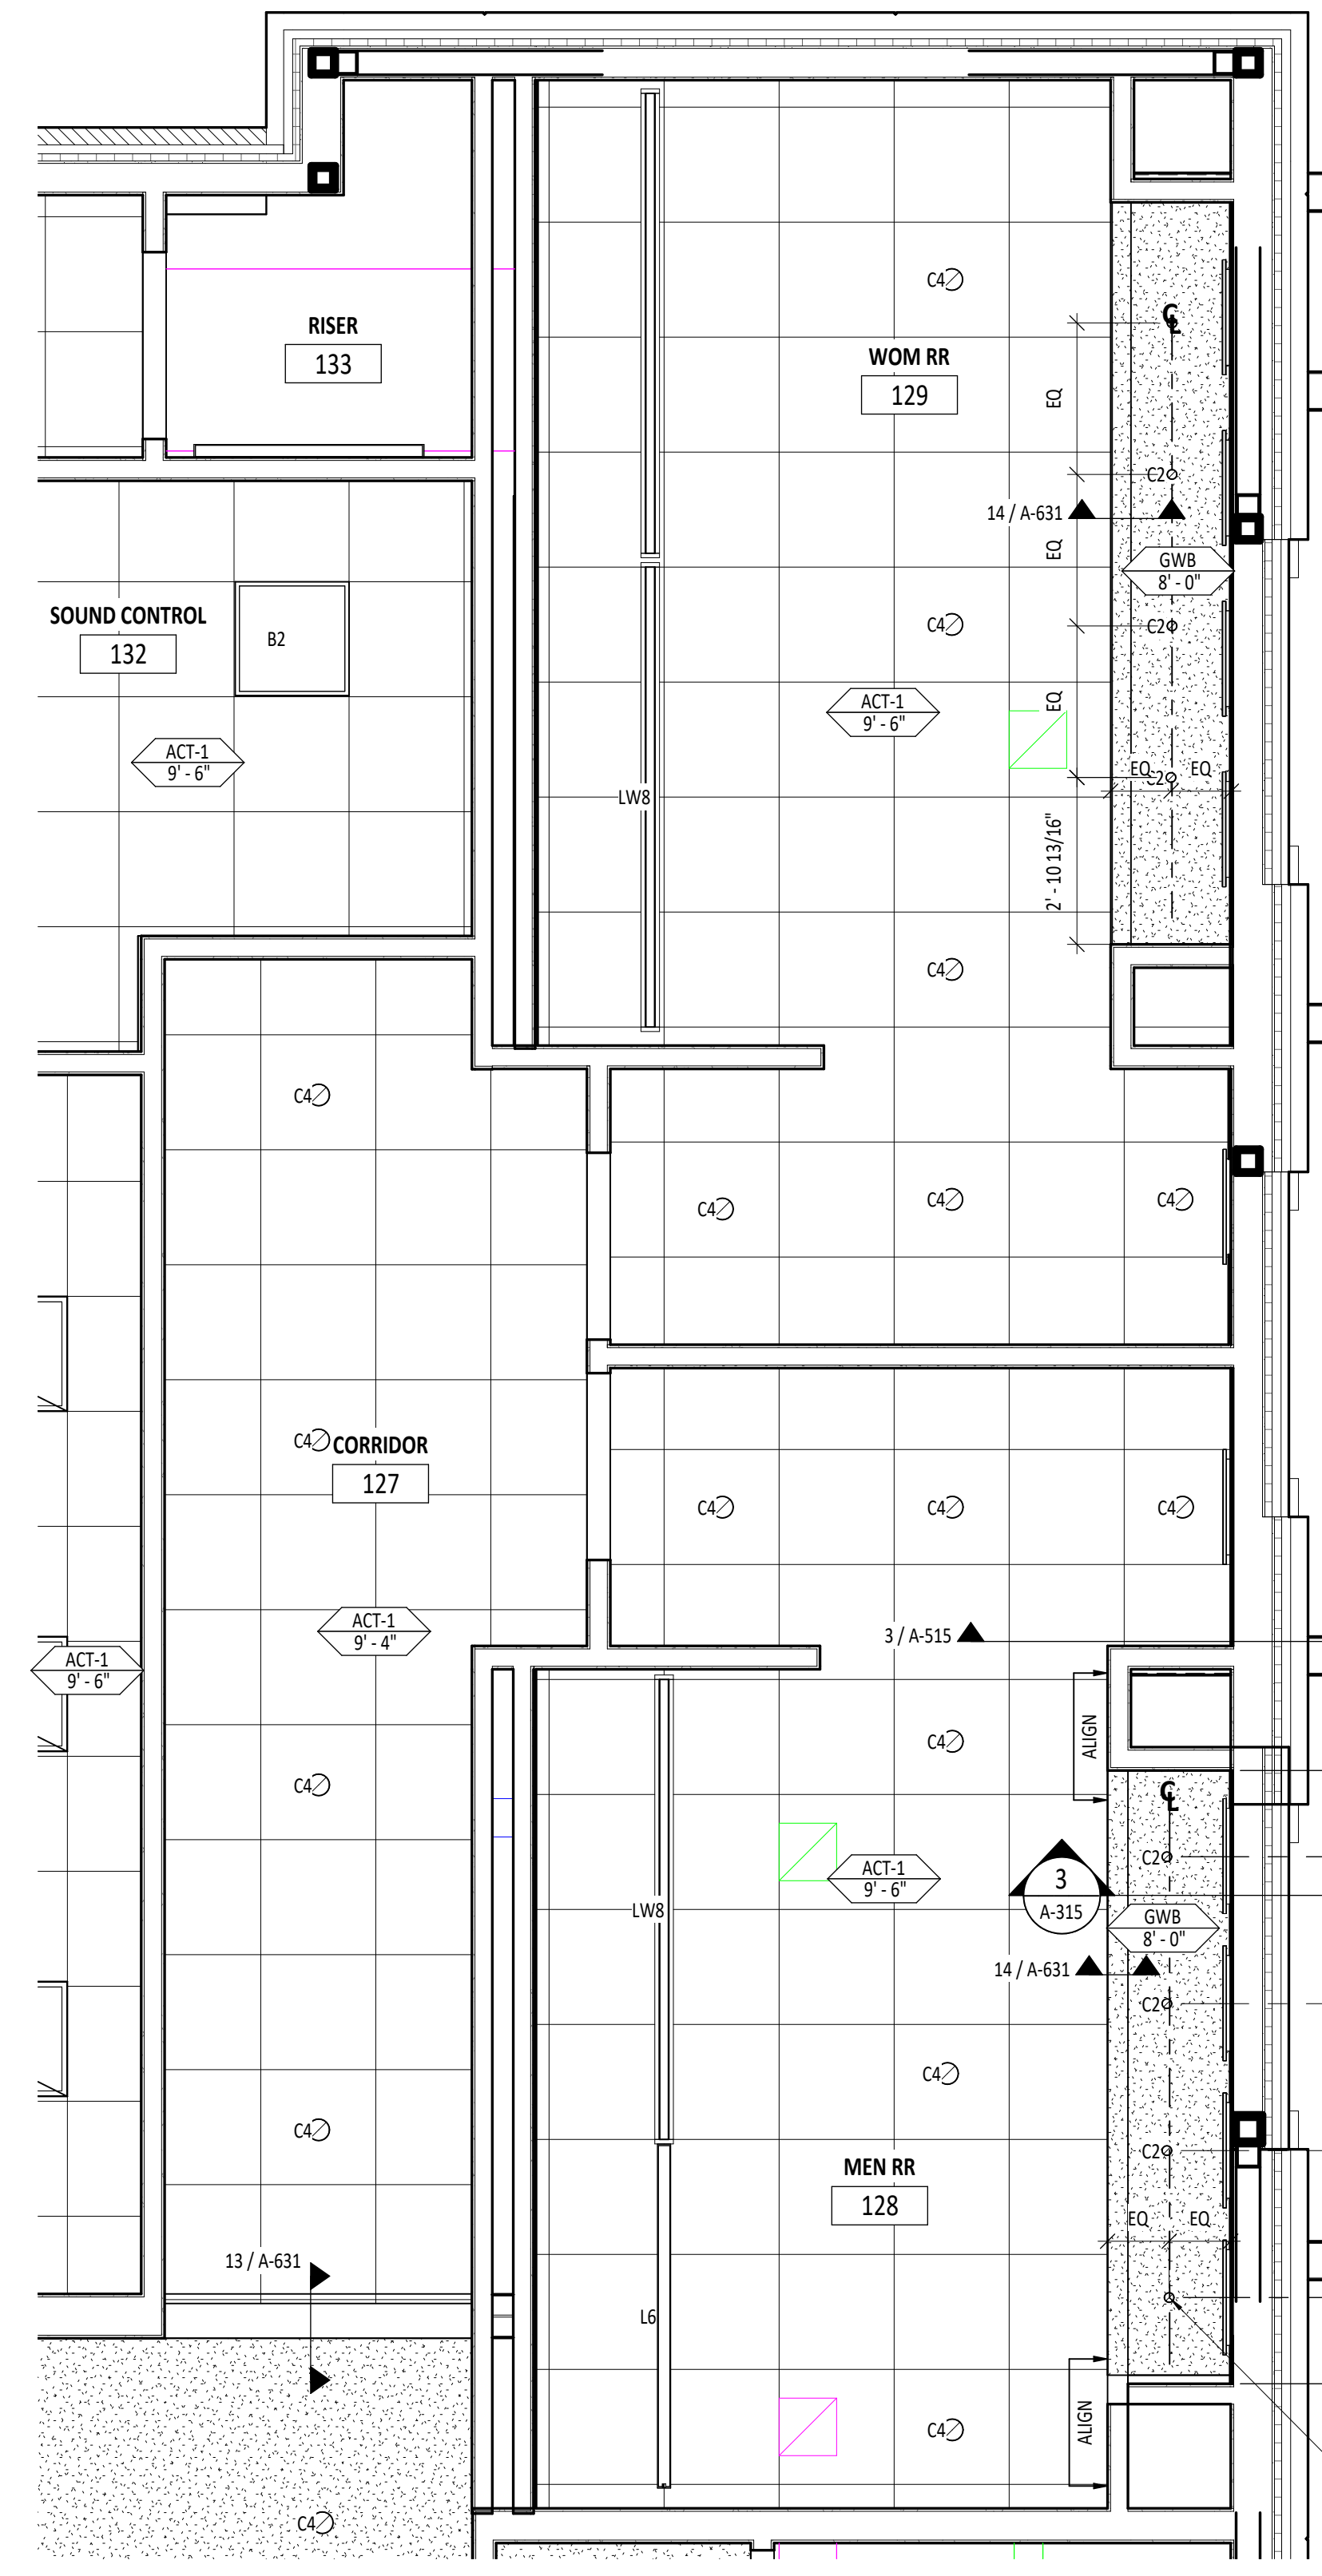 C4
℄
RISER
133
WOM RR
129
EQ
C2
14 / A-631
EQ
GWB
8' - 0"
SOUND CONTROL
132
B2
C4
C2
ACT-1
9' - 6"
EQ
ACT-1
9' - 6"
EQ
C2
EQ
LW8
2' - 10 13/16"
C4
C4
C4
C4
C4
C4
CORRIDOR
127
C4
C4
C4
ACT-1
9' - 4"
3 / A-515
ACT-1
9' - 6"
ALIGN
C4
C4
℄
C2
ACT-1
9' - 6"
3
A-315
LW8
GWB
8' - 0"
14 / A-631
C2
C4
C4
C2
MEN RR
128
EQ
EQ
13 / A-631
L6
ALIGN
C4
C4